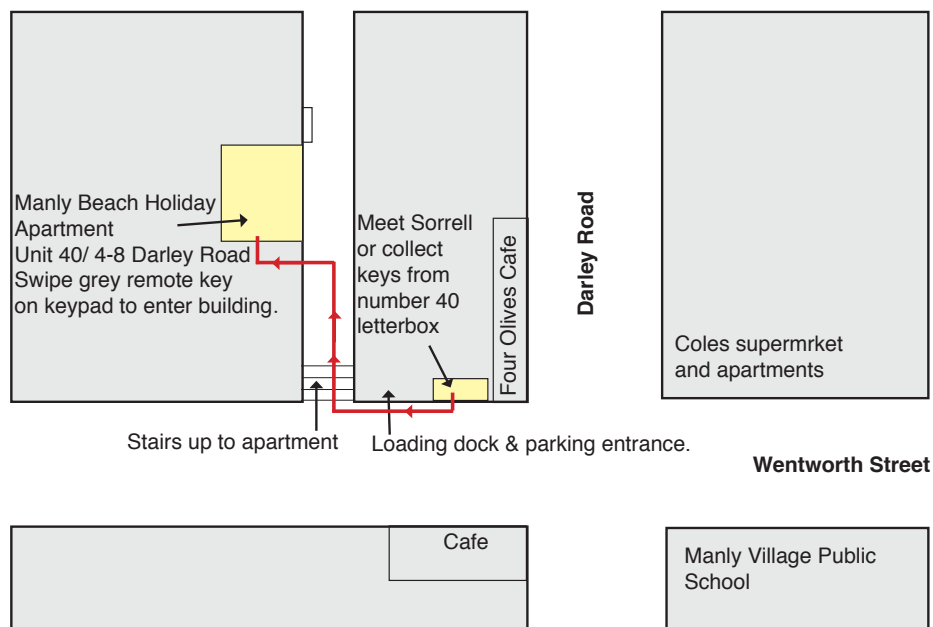 Manly Beach Holiday
Apartment
Unit 40/ 4-8 Darley Road
Swipe grey remote key
on keypad to enter building.
Meet Sorrell
or collect
keys from
number 40
letterbox
Four Olives Cafe
Darley Road
Coles supermrket
and apartments
Stairs up to apartment
Loading dock & parking entrance.
Wentworth Street
Cafe
Manly Village Public
School